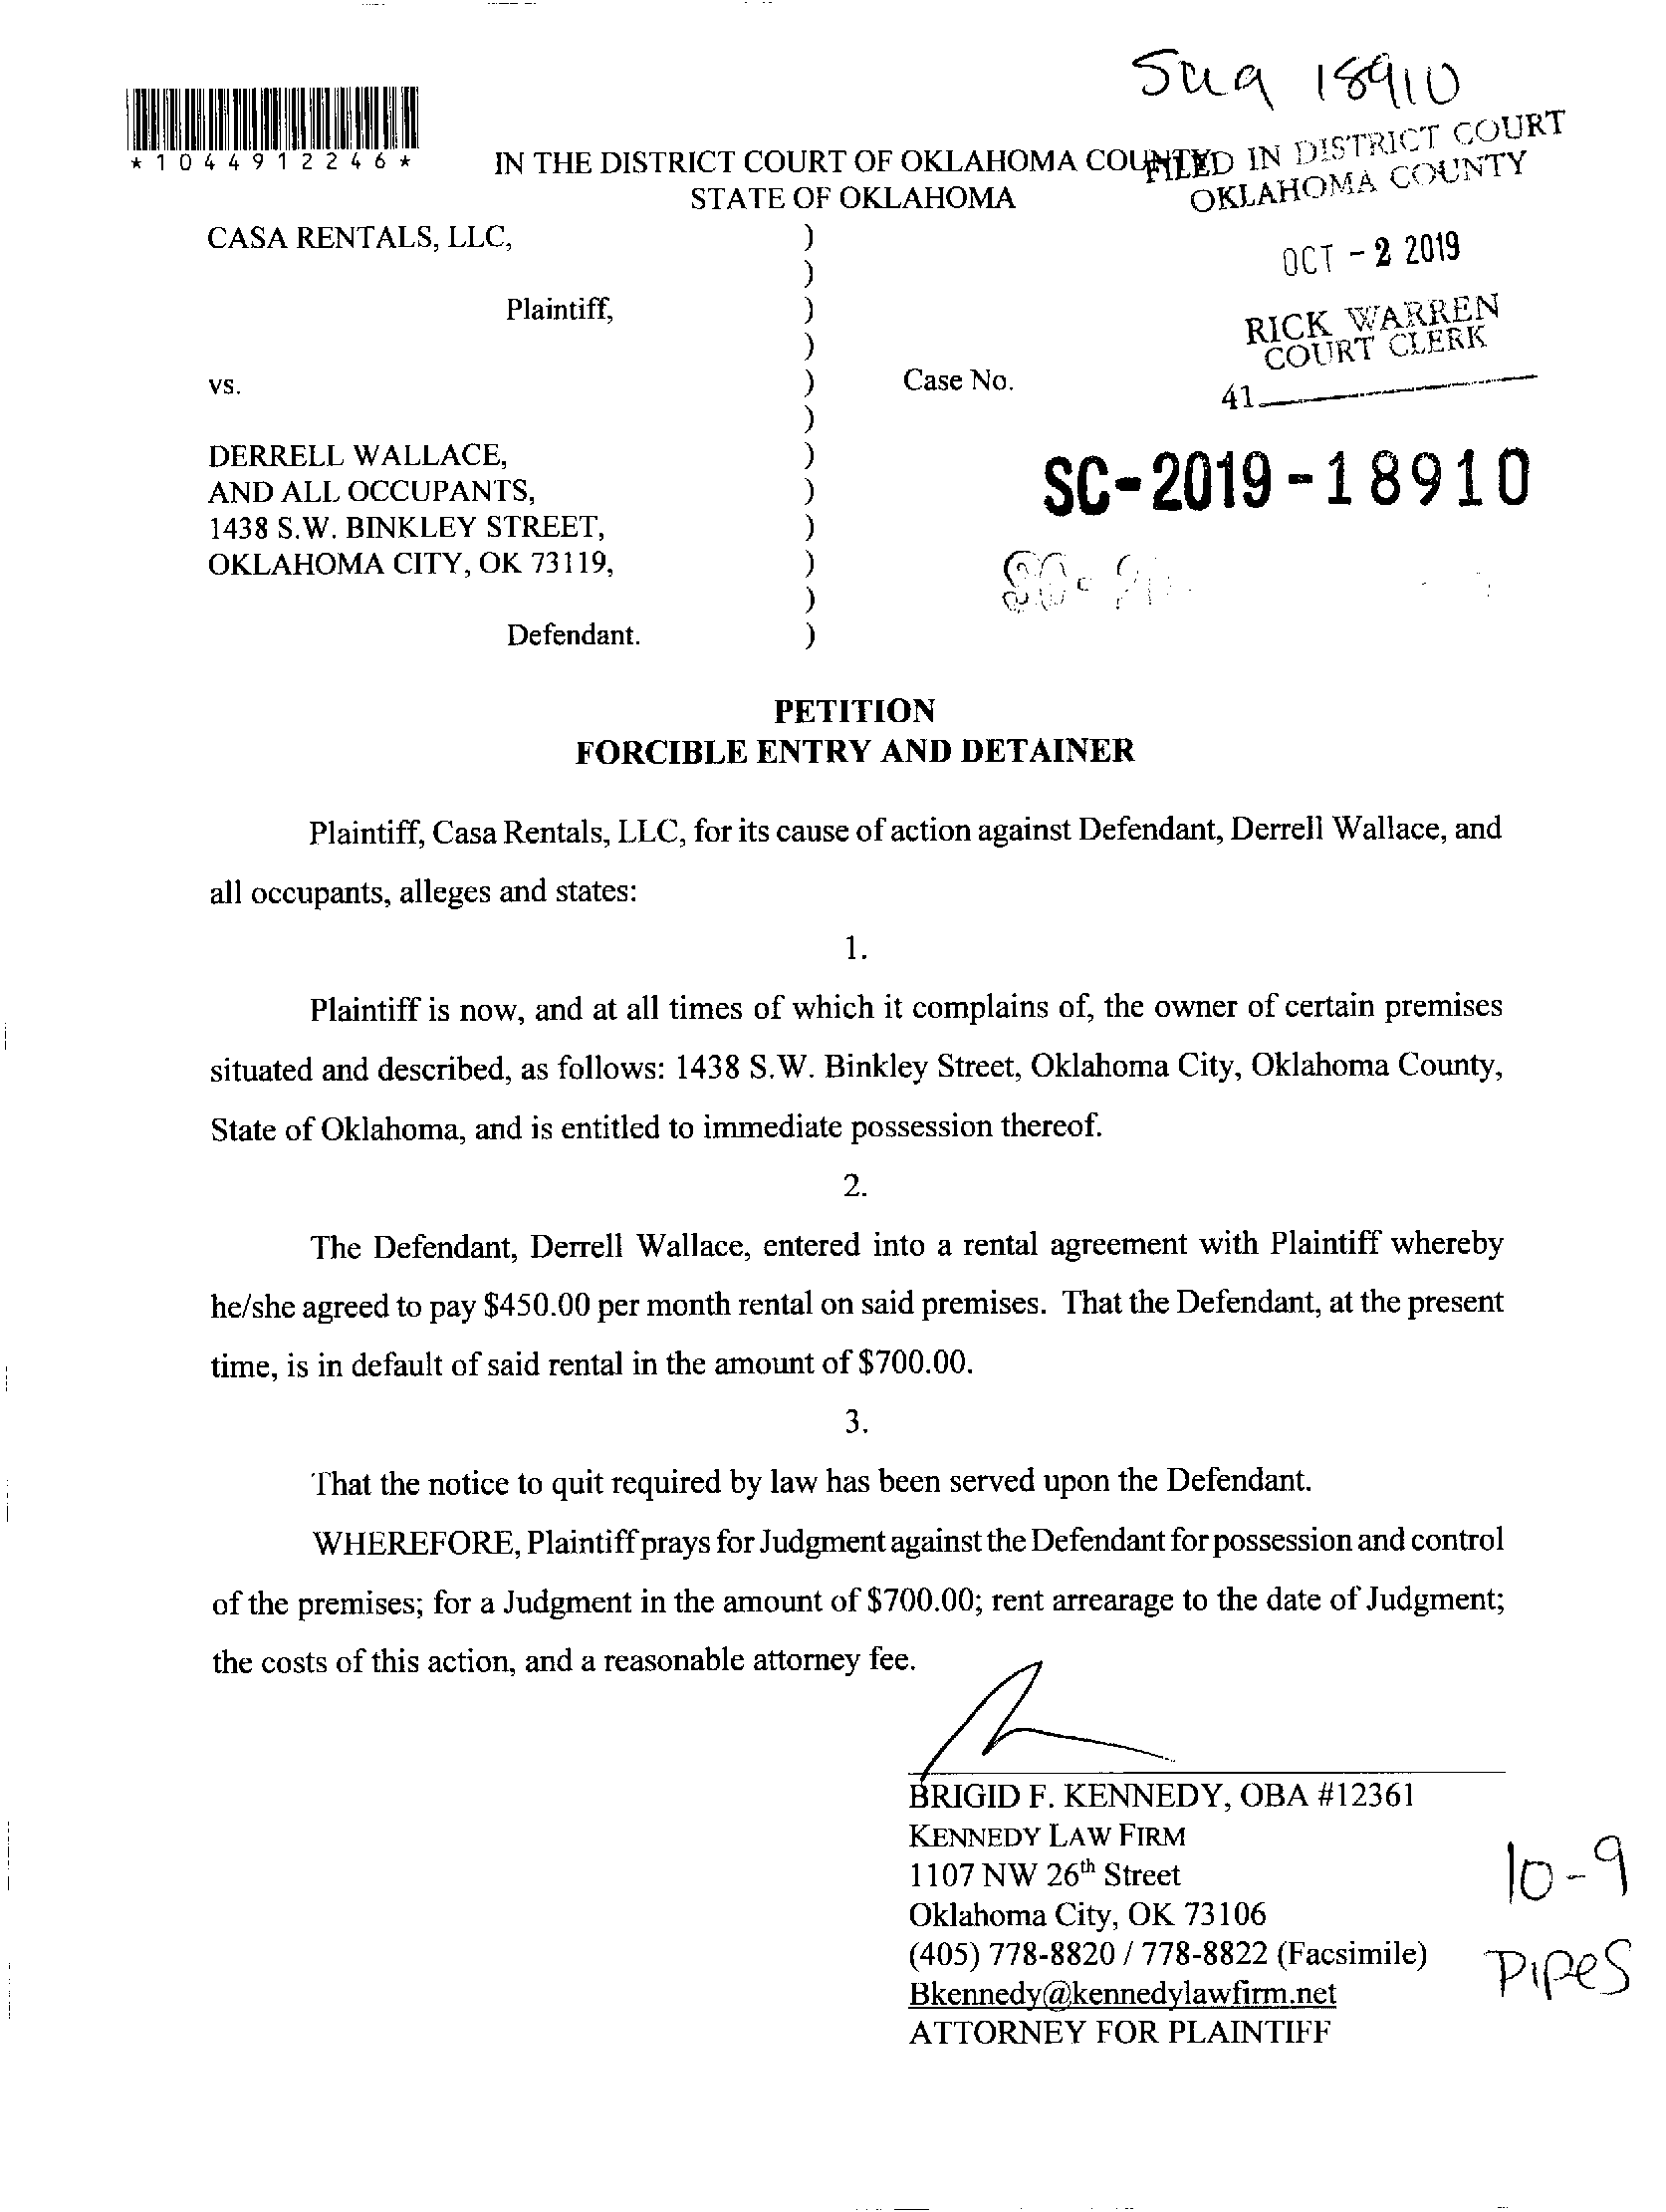 18910
*1044912246*
IN THE DISTRICT COURT OF OKLAHOMA COUNTY
STATE OF OKLAHOMA
FILED IN DISTRICT COURT
OKLAHOMA COUNTY
OCT - 2 2019
RICK WARREN
COURT CLERK
41
CASA RENTALS, LLC, )
)
Plaintiff, )
)
vs. ) Case No.
)
SC-2019-18910
DERRELL WALLACE, )
AND ALL OCCUPANTS, )
1438 S.W. BINKLEY STREET, )
OKLAHOMA CITY, OK 73119, )
)
Defendant. )
PETITION
FORCIBLE ENTRY AND DETAINER
Plaintiff, Casa Rentals, LLC, for its cause of action against Defendant, Derrell Wallace, and
all occupants, alleges and states:
1.
Plaintiff is now, and at all times of which it complains of, the owner of certain premises
situated and described, as follows: 1438 S.W. Binkley Street, Oklahoma City, Oklahoma County,
State of Oklahoma, and is entitled to immediate possession thereof.
2.
The Defendant, Derrell Wallace, entered into a rental agreement with Plaintiff whereby
he/she agreed to pay $450.00 per month rental on said premises. That the Defendant, at the present
time, is in default of said rental in the amount of $700.00.
3.
That the notice to quit required by law has been served upon the Defendant.
WHEREFORE, Plaintiff prays for Judgment against the Defendant for possession and control
of the premises; for a Judgment in the amount of $700.00; rent arrearage to the date of Judgment;
the costs of this action, and a reasonable attorney fee.
BRIGID F. KENNEDY, OBA #12361
KENNEDY LAW FIRM
1107 NW 26th Street
Oklahoma City, OK 73106
(405) 778-8820 / 778-8822 (Facsimile)
Bkennedy@kennedylawfirm.net
ATTORNEY FOR PLAINTIFF
10-9
Pipes